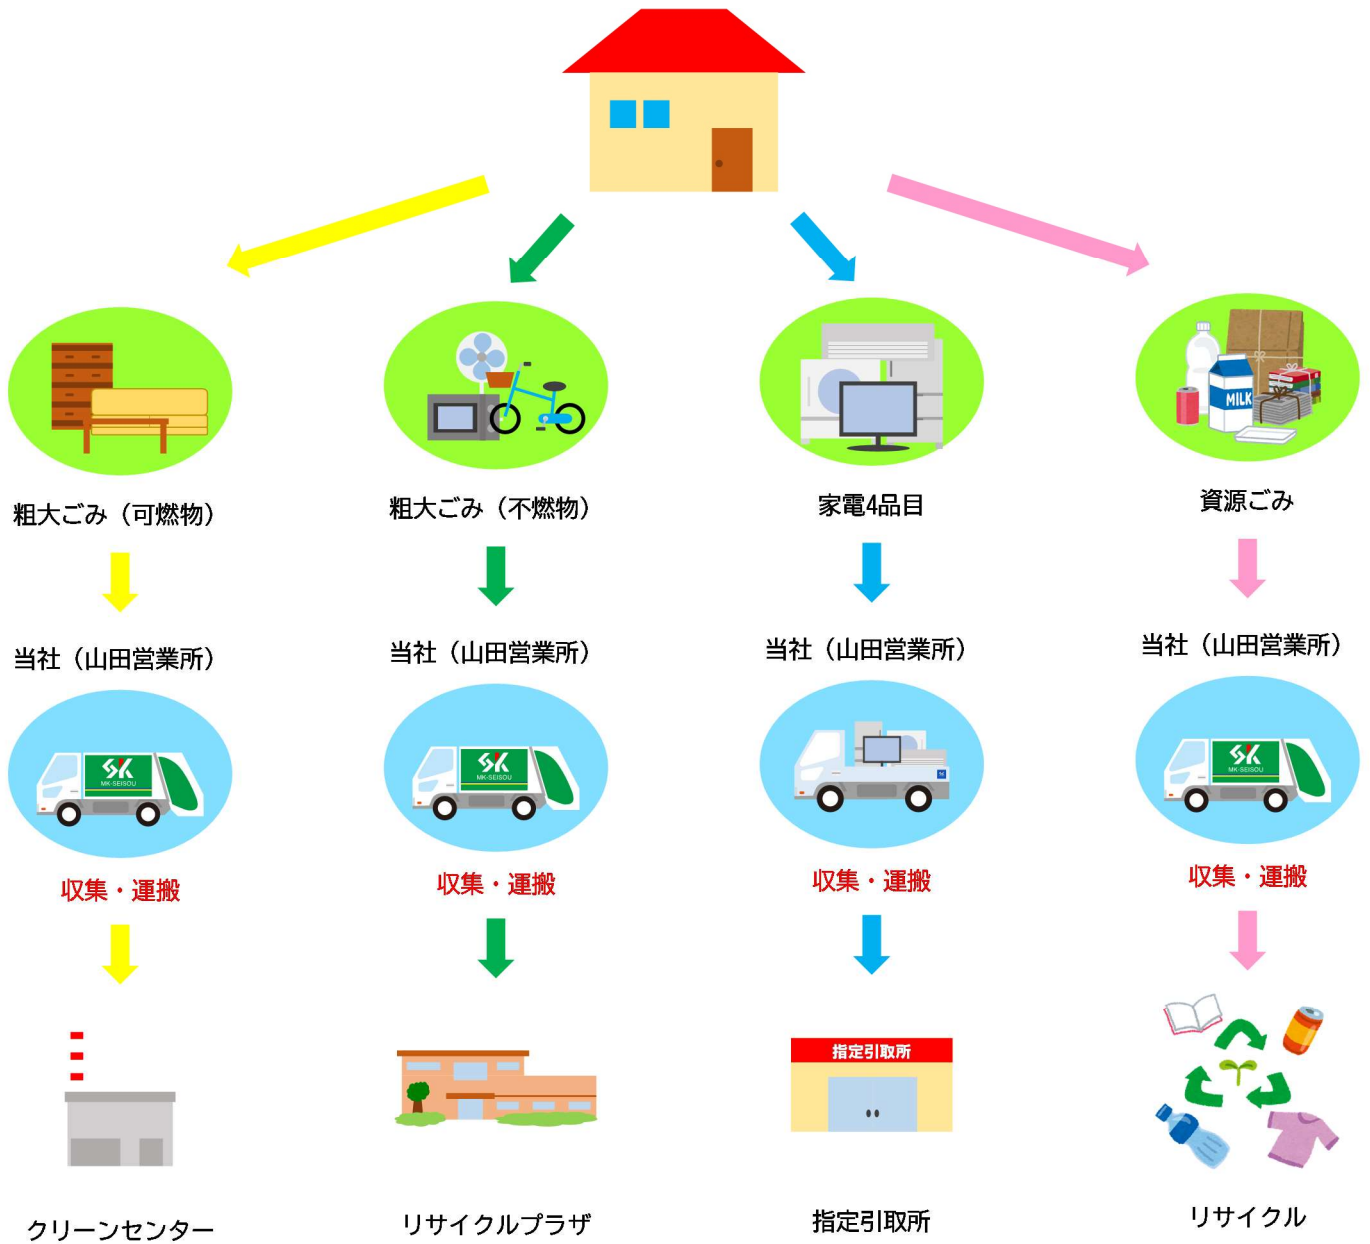 MILK
粗大ごみ（可燃物）
粗大ごみ（不燃物）
家電4品目
資源ごみ
当社（山田営業所）
当社（山田営業所）
当社（山田営業所）
当社（山田営業所）
SK
MK-SEISOU
SK
MK-SEISOU
SK
MK-SEISOU
収集・運搬
収集・運搬
収集・運搬
収集・運搬
指定引取所
クリーンセンター
リサイクルプラザ
指定引取所
リサイクル